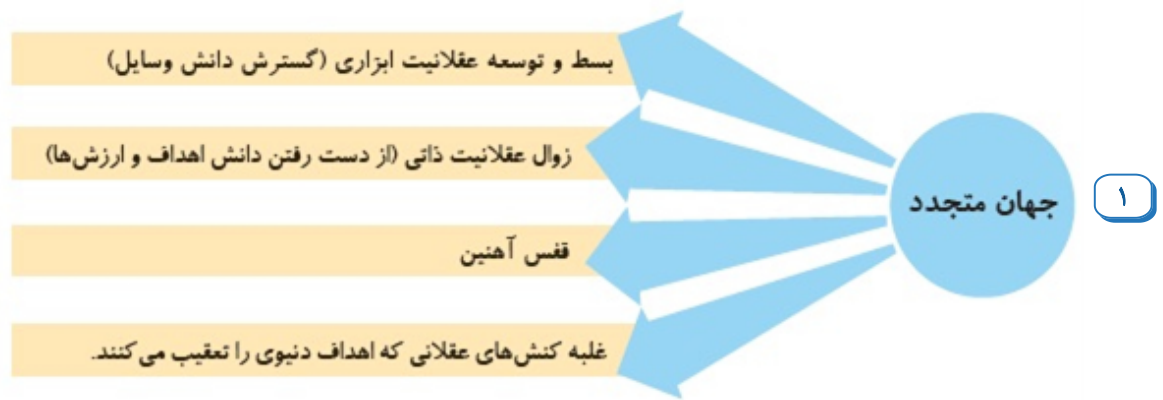 ۱
جهان متجدد
بسط و توسعه عقلانیت ابزاری (گسترش دانش وسایل)
زوال عقلانیت ذاتی (از دست رفتن دانش اهداف و ارزش‌ها)
قفس آهنین
غلبه کنش‌های عقلانی که اهداف دنیوی را تعقیب می‌کنند.